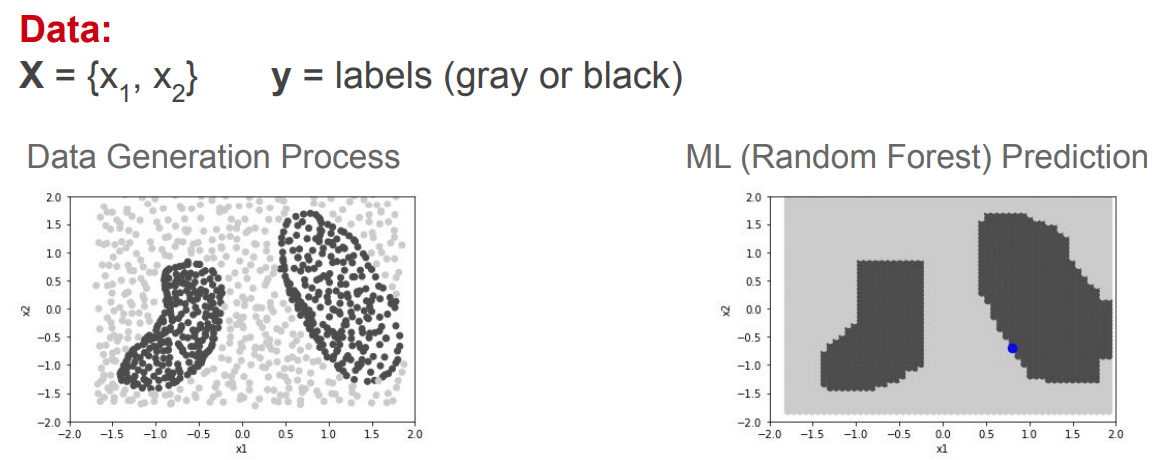 Data:
X = {x1, x2} y = labels (gray or black)
Data Generation Process
ML (Random Forest) Prediction
2.0
1.5
1.0
0.5
0.0
−0.5
−1.0
−1.5
−2.0
x2
−2.0 −1.5 −1.0 −0.5 0.0 0.5 1.0 1.5 2.0
x1
2.0
1.5
1.0
0.5
0.0
−0.5
−1.0
−1.5
−2.0
x2
−2.0 −1.5 −1.0 −0.5 0.0 0.5 1.0 1.5 2.0
x1